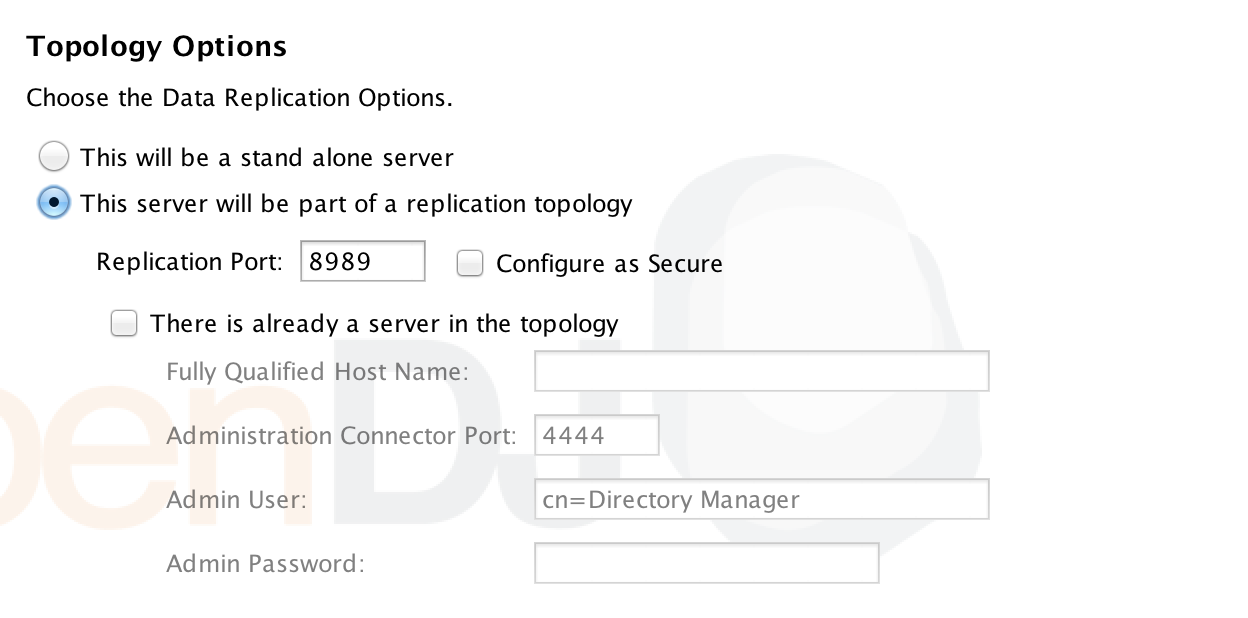 Topology Options
Choose the Data Replication Options.
This will be a stand alone server
This server will be part of a replication topology
Replication Port: 8989 Configure as Secure
There is already a server in the topology
Fully Qualified Host Name:
Administration Connector Port: 4444
Admin User: cn=Directory Manager
Admin Password:
penDJ